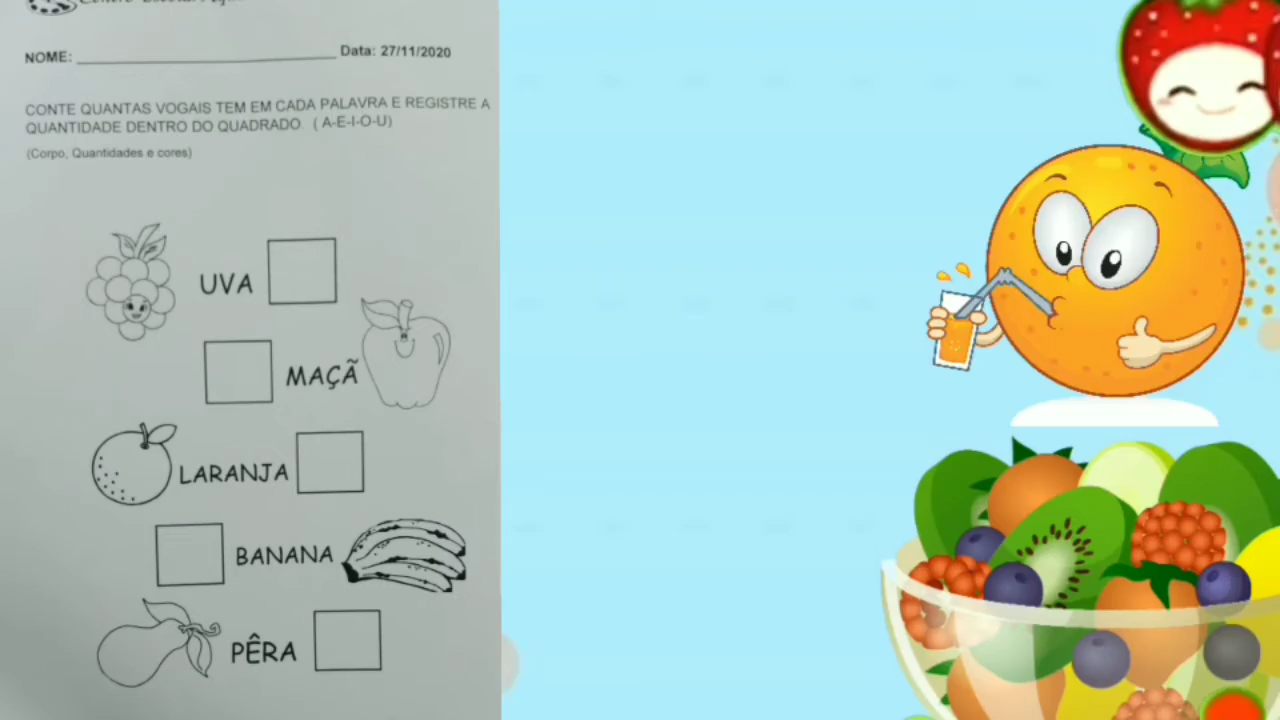 NOME: Data: 27/11/2020
CONTE QUANTAS VOGAIS TEM EM CADA PALAVRA E REGISTRE A
QUANTIDADE DENTRO DO QUADRADO. ( A-E-I-O-U)
(Corpo, Quantidades e cores)
UVA
MAÇÃ
LARANJA
BANANA
PÊRA